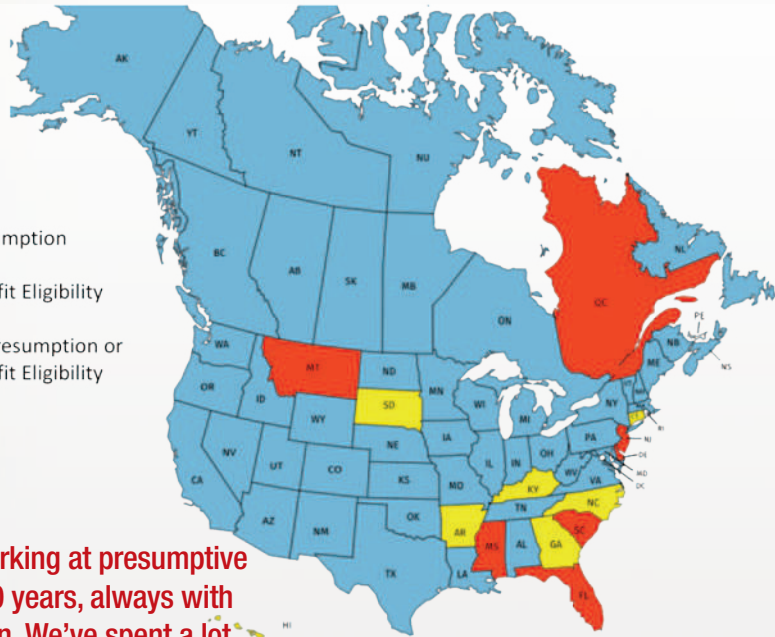 AK
YT
NT
NU
mption
BC
AB
SK
MB
NL
fit Eligibility
QC
ON
PE
resumption or
NB
WA
ME
NS
fit Eligibility
MT
ND
MN
OR
ID
SD
WI
NY
WY
MI
RI
NE
IA
PA
NJ
NV
IL
IN
OH
DE
UT
CO
MD
CA
KS
MO
WV
VA
DC
KY
NC
AZ
NM
OK
AR
TN
SC
MS
AL
GA
rking at presumptive
TX
LA
0 years, always with
FL
n. We've spent a lot
HI